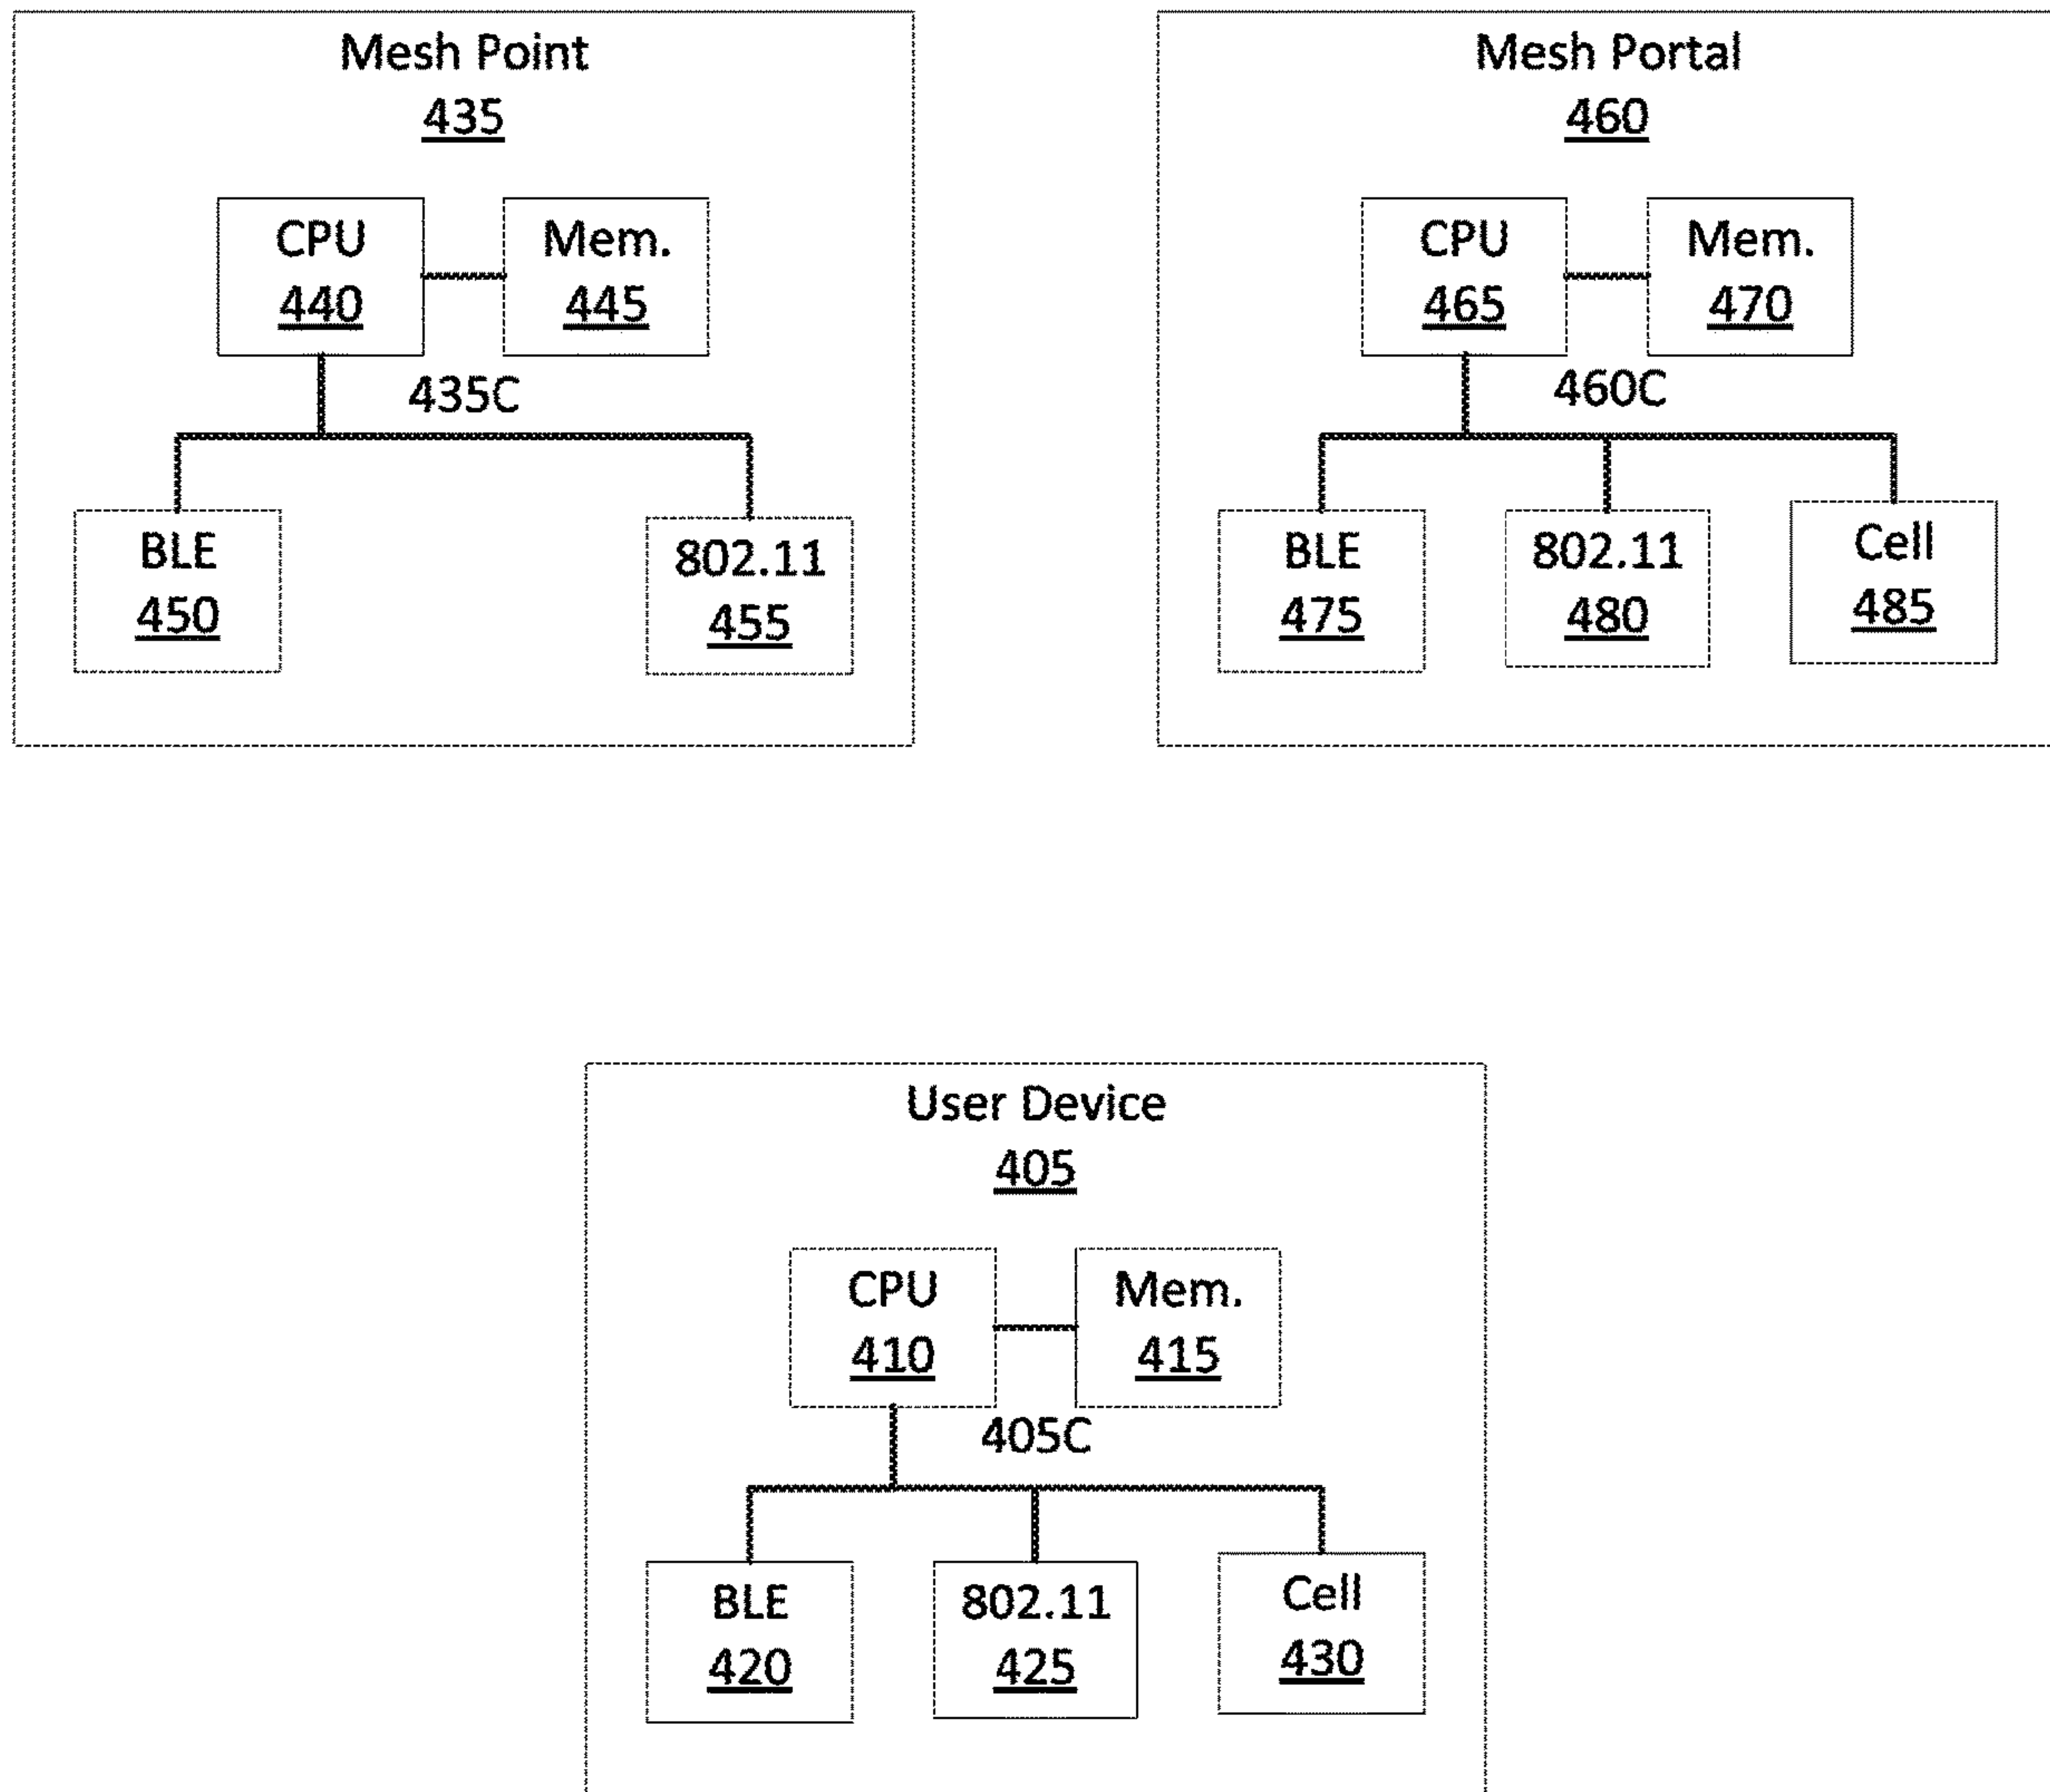 Mesh Point
435
CPU
440
Mem.
445
435C
BLE
450
802.11
455
Mesh Portal
460
CPU
465
Mem.
470
460C
BLE
475
802.11
480
Cell
485
User Device
405
CPU
410
Mem.
415
405C
BLE
420
802.11
425
Cell
430